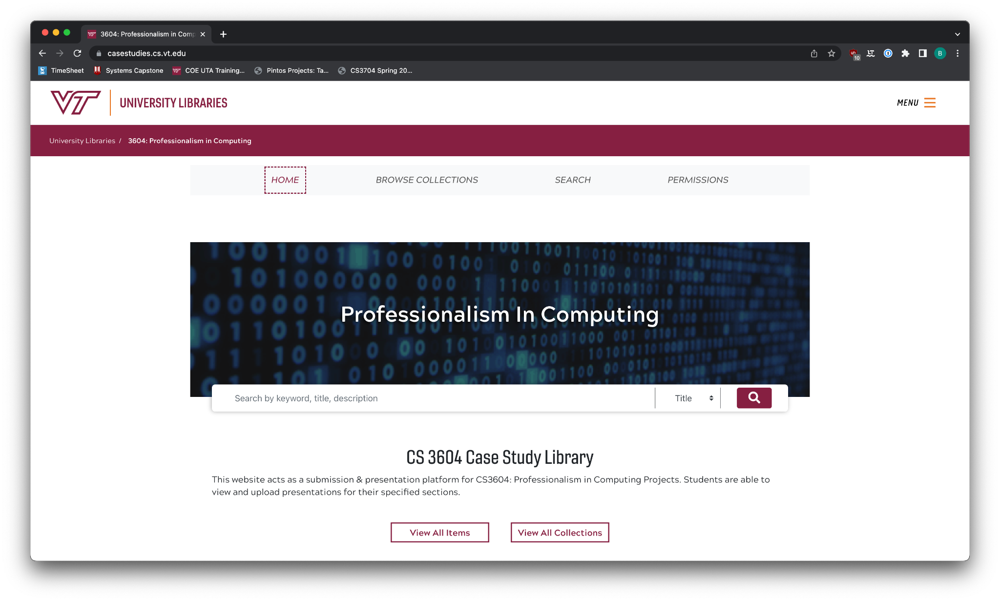 3604: Professionalism in Comp
casestudies.cs.vt.edu
10
B
TimeSheet
Systems Capstone
COE UTA Training...
Pintos Projects: Ta...
CS3704 Spring 20...
VT
UNIVERSITY LIBRARIES
MENU
University Libraries / 3604: Professionalism in Computing
HOME
BROWSE COLLECTIONS
SEARCH
PERMISSIONS
Professionalism In Computing
Search by keyword, title, description
Title
CS 3604 Case Study Library
This website acts as a submission & presentation platform for CS3604: Professionalism in Computing Projects. Students are able to
view and upload presentations for their specified sections.
View All Items
View All Collections